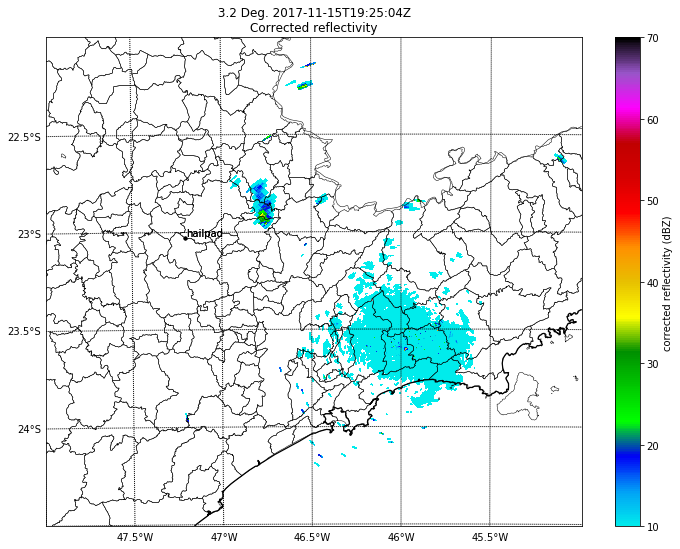 3.2 Deg. 2017-11-15T19:25:04Z
Corrected reflectivity
70
60
50
40
30
20
10
corrected reflectivity (dBZ)
22.5°S
23°S
23.5°S
24°S
hailpad
47.5°W
47°W
46.5°W
46°W
45.5°W